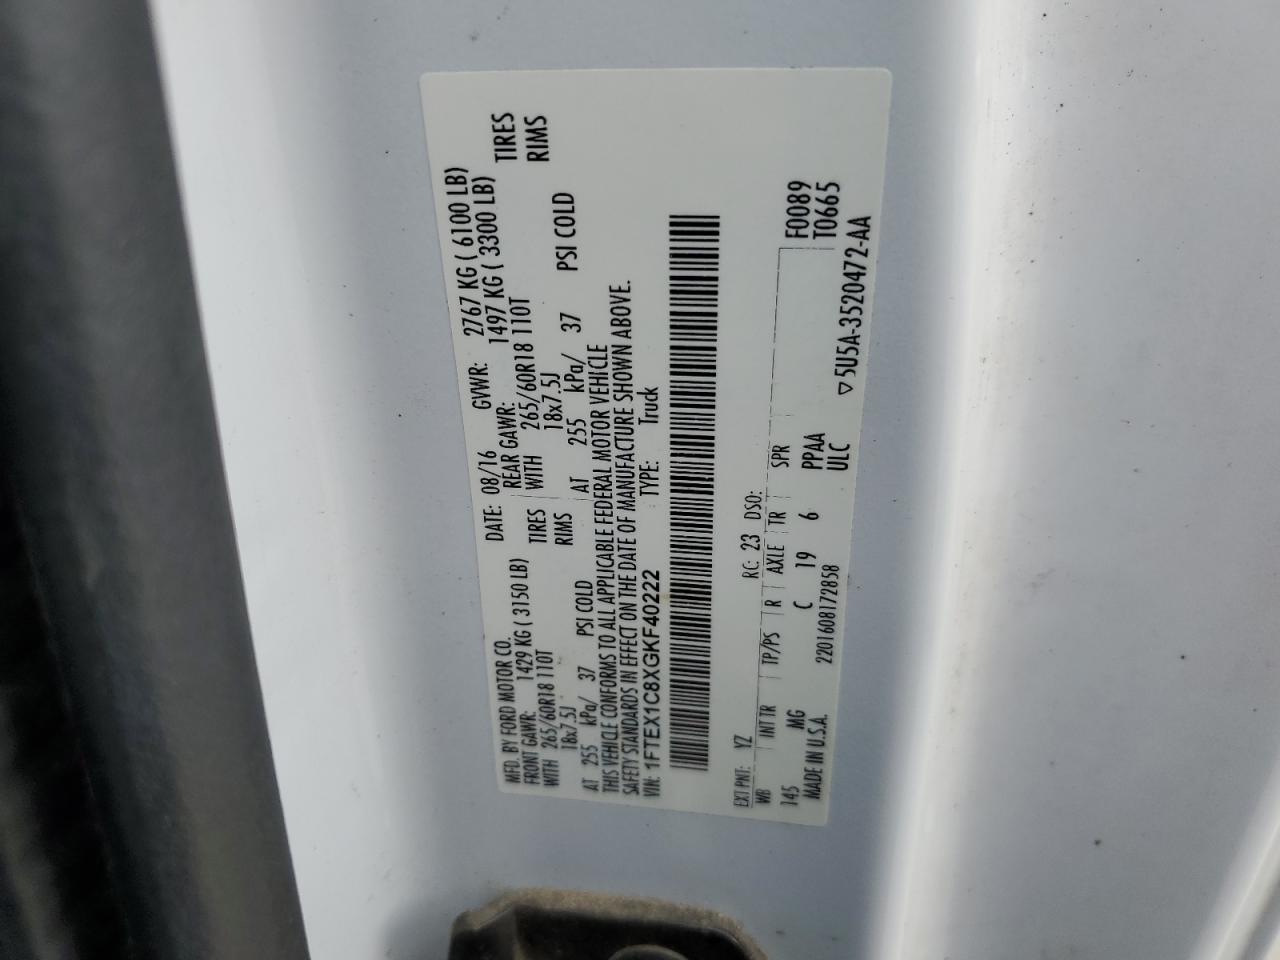 MFD. BY FORD MOTOR CO.
DATE: 08/16 GVWR: 2767 KG ( 6100 LB)
FRONT GAWR: 1429 KG ( 3150 LB)
REAR GAWR: 1497 KG ( 3300 LB)
WITH 265/60R18 110T TIRES
WITH 265/60R18 110T TIRES
18x7.5J RIMS
18x7.5J RIMS
AT 255 kPa/ 37 PSI COLD
AT 255 kPa/ 37 PSI COLD
THIS VEHICLE CONFORMS TO ALL APPLICABLE FEDERAL MOTOR VEHICLE
SAFETY STANDARDS IN EFFECT ON THE DATE OF MANUFACTURE SHOWN ABOVE.
VIN: 1FTEX1C8XGKF40222 TYPE: Truck
EXT PNT: YZ RC: 23 DSO:
WB INT TR TP/PS R AXLE TR SPR F0089
145 MG C 19 6 PPAA T0665
MADE IN U.S.A. 2201608172858 ULC
▽5U5A-3520472-AA